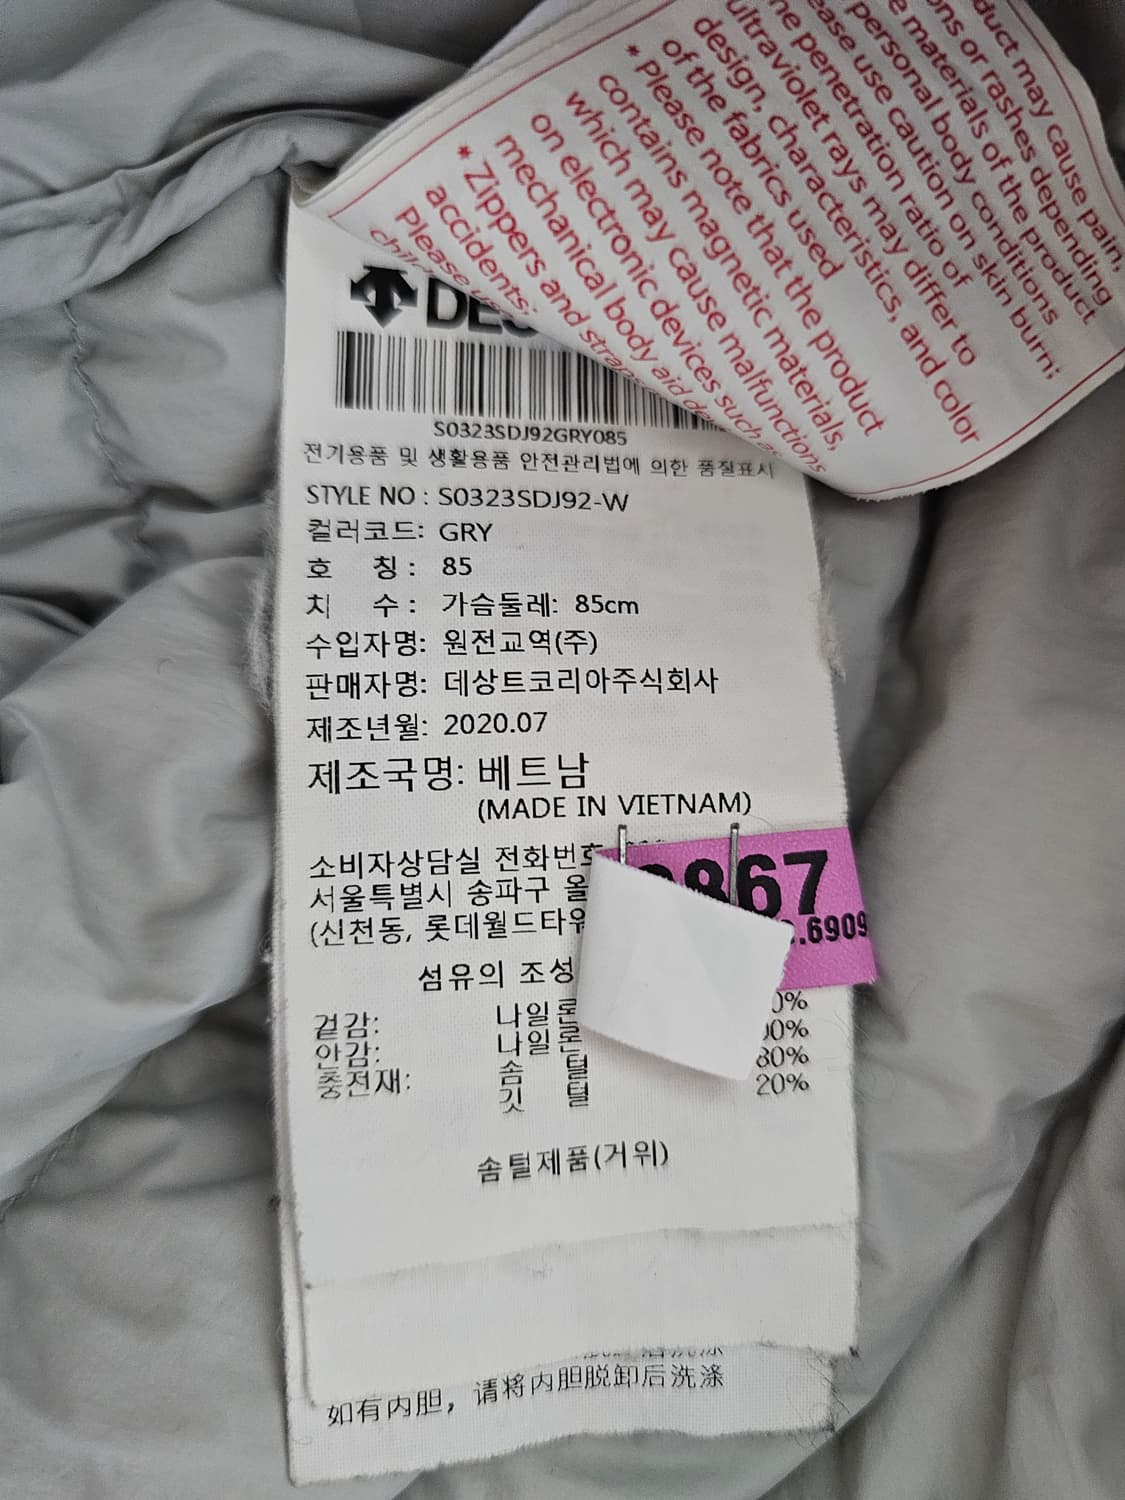 duct may cause pain,
ons or rashes depending
e materials of the product
personal body conditions
ease use caution on skin burn;
ne penetration ratio of
ultraviolet rays may differ to
design, characteristics, and color
of the fabrics used
* Please note that the product
contains magnetic materials,
which may cause malfunctions
on electronic devices such as
mechanical body aid
* Zippers and straps
accidents;
Please
S0323SDJ92GRY085
전기용품 및 생활용품 안전관리법에 의한 품질표시
STYLE NO : S0323SDJ92-W
컬러코드: GRY
호 칭 : 85
치 수 : 가슴둘레: 85cm
수입자명: 원전교역(주)
판매자명: 데상트코리아주식회사
제조년월: 2020.07
제조국명: 베트남
(MADE IN VIETNAM)
소비자상담실 전화번호
서울특별시 송파구 올
(신천동, 롯데월드타워
867
.6909
섬유의 조성
겉감: 나일론 0%
안감: 나일론 00%
충전재: 솜 털 80%
깃 털 20%
솜털제품(거위)
如有内胆，请将内胆脱卸后洗涤